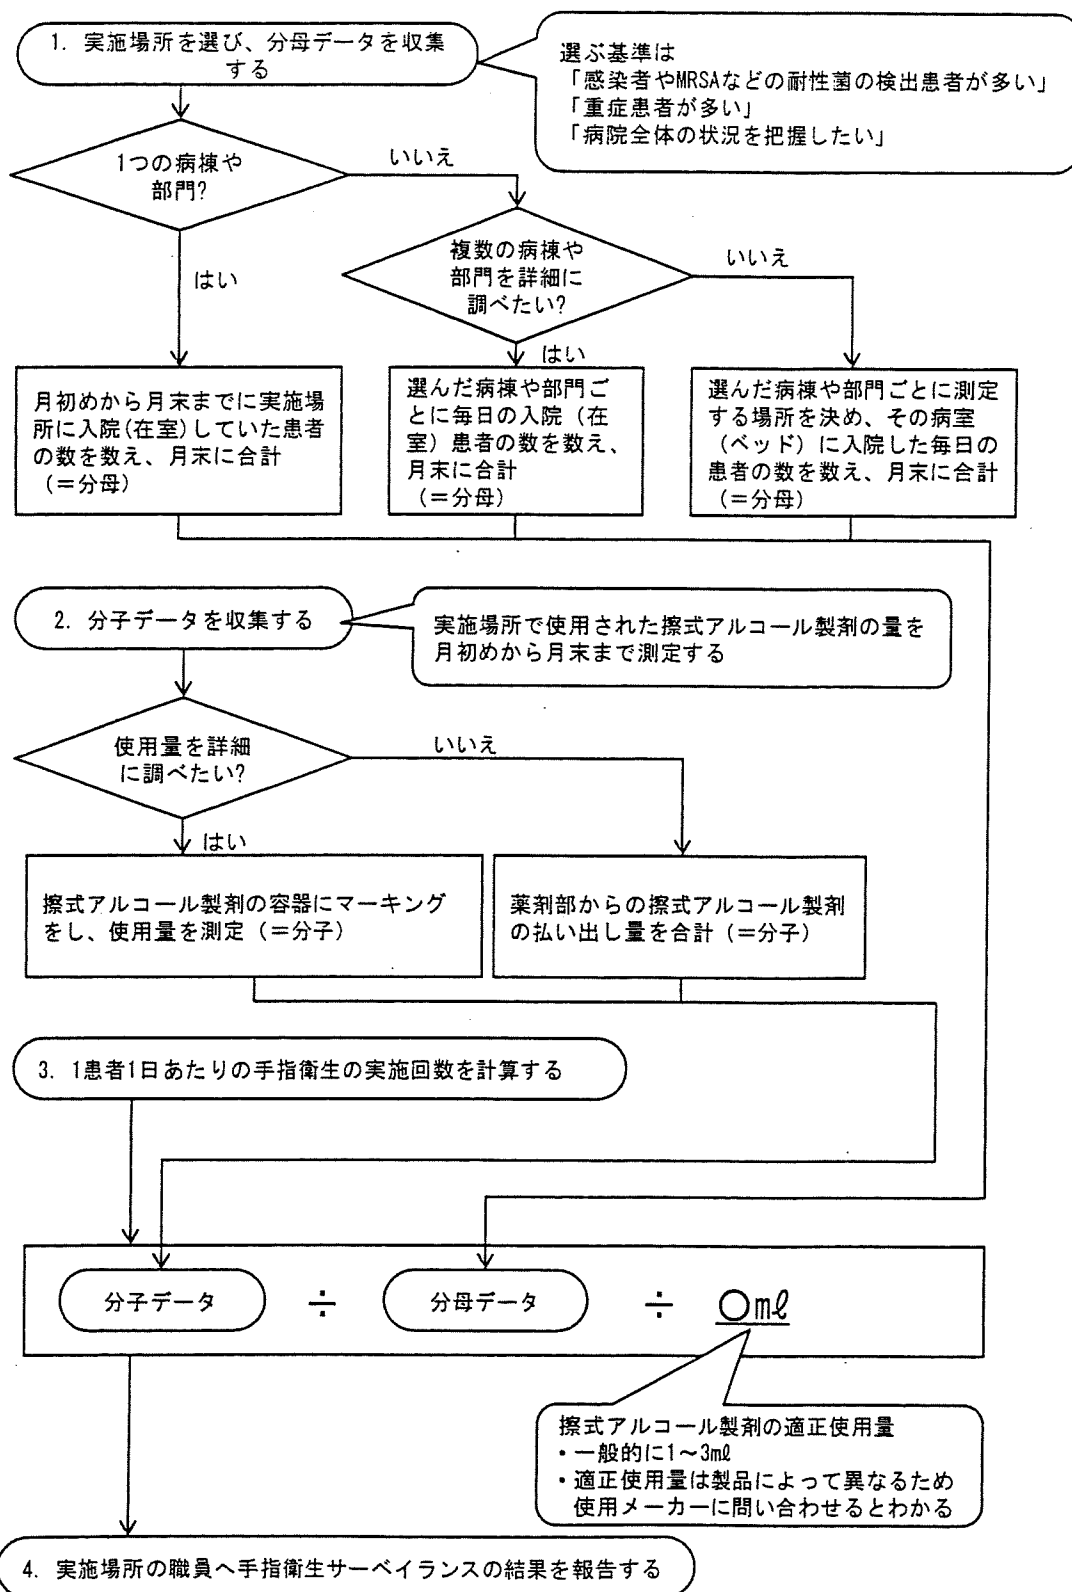 1. 実施場所を選び、分母データを収集
する
選ぶ基準は
「感染者やMRSAなどの耐性菌の検出患者が多い」
「重症患者が多い」
「病院全体の状況を把握したい」
1つの病棟や
部門?
いいえ
はい
複数の病棟や
部門を詳細に
調べたい?
いいえ
はい
月初めから月末までに実施場
所に入院(在室)していた患者
の数を数え、月末に合計
(＝分母)
選んだ病棟や部門ご
とに毎日の入院（在
室）患者の数を数え、
月末に合計
(＝分母)
選んだ病棟や部門ごとに測定
する場所を決め、その病室
（ベッド）に入院した毎日の
患者の数を数え、月末に合計
(＝分母)
2. 分子データを収集する
実施場所で使用された擦式アルコール製剤の量を
月初めから月末まで測定する
使用量を詳細
に調べたい?
いいえ
はい
擦式アルコール製剤の容器にマーキング
をし、使用量を測定（＝分子）
薬剤部からの擦式アルコール製剤
の払い出し量を合計（＝分子）
3. 1患者1日あたりの手指衛生の実施回数を計算する
分子データ ÷ 分母データ ÷ ○mℓ
擦式アルコール製剤の適正使用量
・一般的に1～3mℓ
・適正使用量は製品によって異なるため
使用メーカーに問い合わせるとわかる
4. 実施場所の職員へ手指衛生サーベイランスの結果を報告する